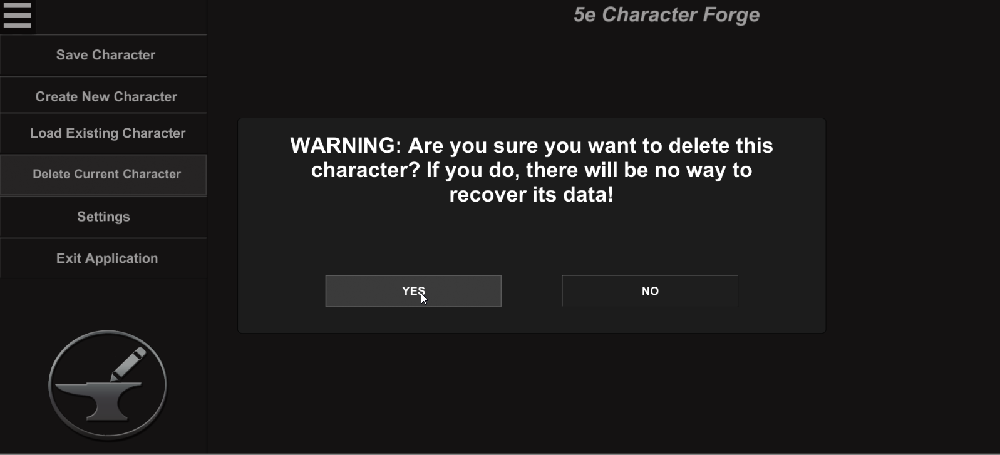 5e Character Forge
Save Character
Create New Character
Load Existing Character
Delete Current Character
Settings
Exit Application
WARNING: Are you sure you want to delete this
character? If you do, there will be no way to
recover its data!
YES
NO